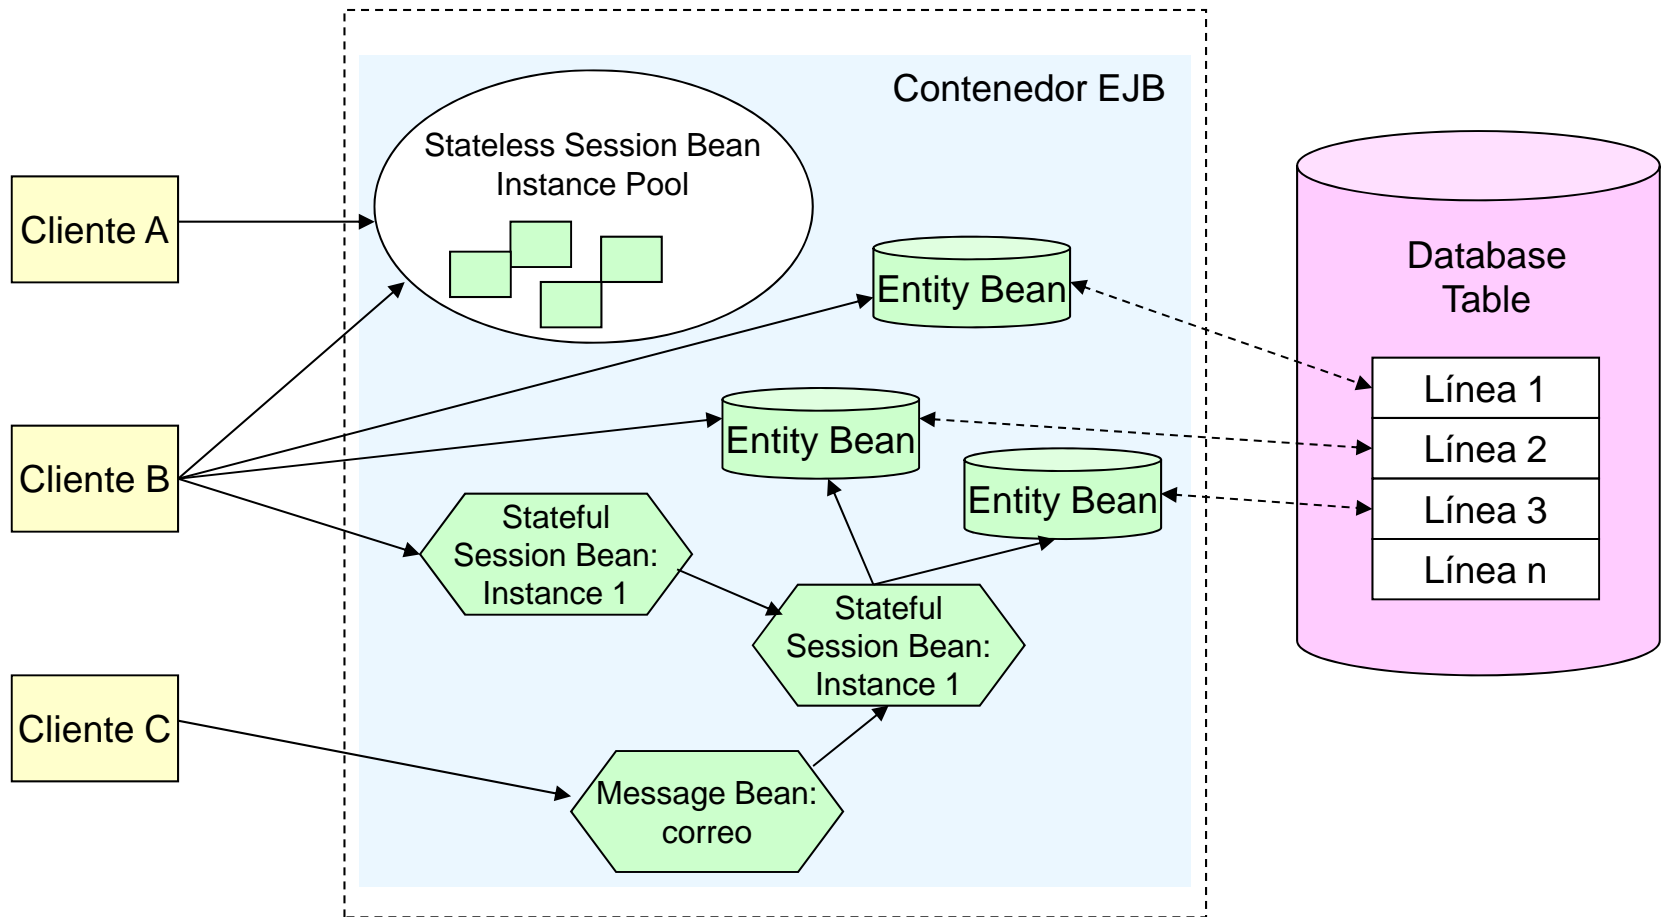 Contenedor EJB
Stateless Session Bean
Instance Pool
Cliente A
Entity Bean
Database
Table
Línea 1
Línea 2
Línea 3
Línea n
Entity Bean
Entity Bean
Cliente B
Stateful
Session Bean:
Instance 1
Stateful
Session Bean:
Instance 1
Cliente C
Message Bean:
correo